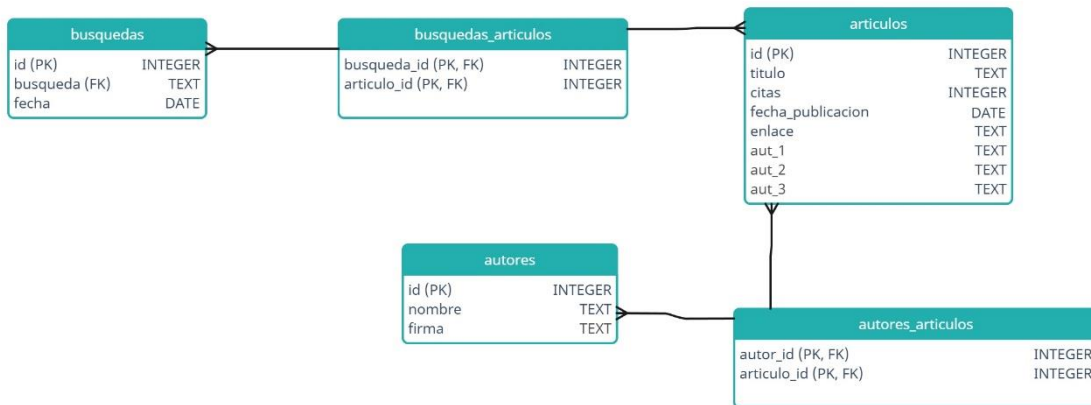 busquedas
id (PK) INTEGER
busqueda (FK) TEXT
fecha DATE
busquedas_articulos
busqueda_id (PK, FK) INTEGER
articulo_id (PK, FK) INTEGER
articulos
id (PK) INTEGER
titulo TEXT
citas INTEGER
fecha_publicacion DATE
enlace TEXT
aut_1 TEXT
aut_2 TEXT
aut_3 TEXT
autores
id (PK) INTEGER
nombre TEXT
firma TEXT
autores_articulos
autor_id (PK, FK) INTEGER
articulo_id (PK, FK) INTEGER